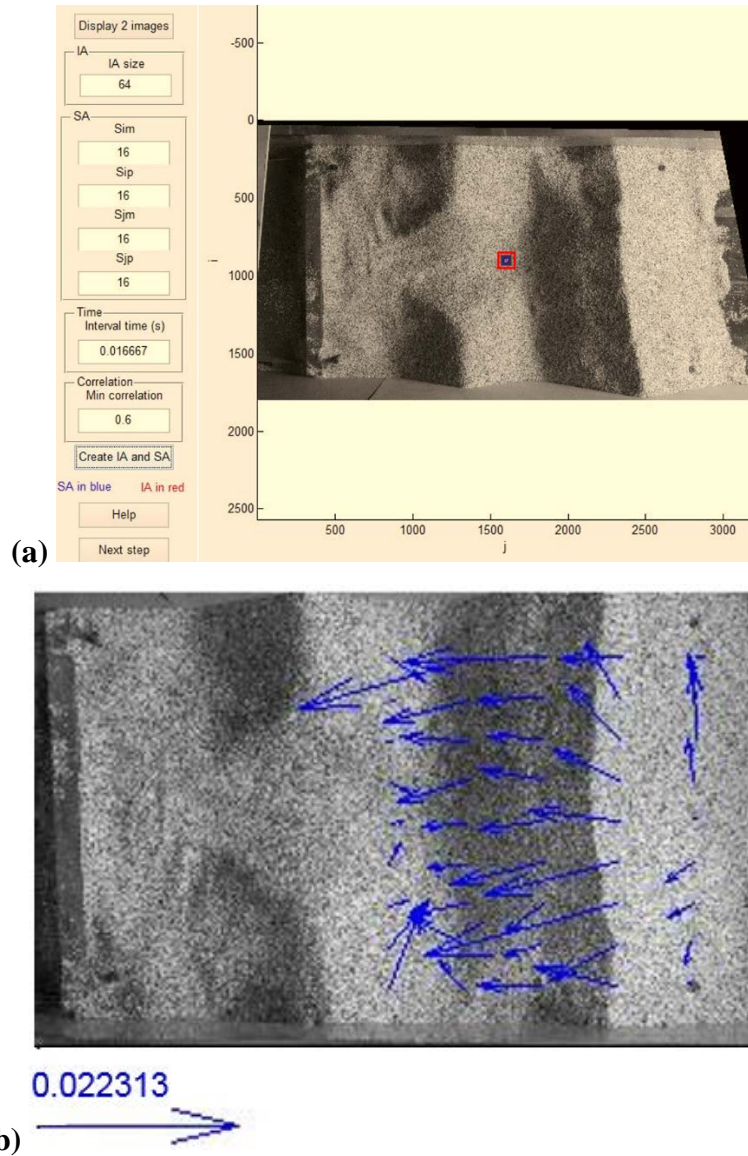 Display 2 images
IA
IA size
64
SA
Sim
16
Sip
16
Sjm
16
Sjp
16
Time
Interval time (s)
0.016667
Correlation
Min correlation
0.6
Create IA and SA
SA in blue IA in red
Help
Next step
-500
0
500
1000
1500
2000
2500
i
500 1000 1500 2000 2500 3000
j
(a)
0.022313
b)